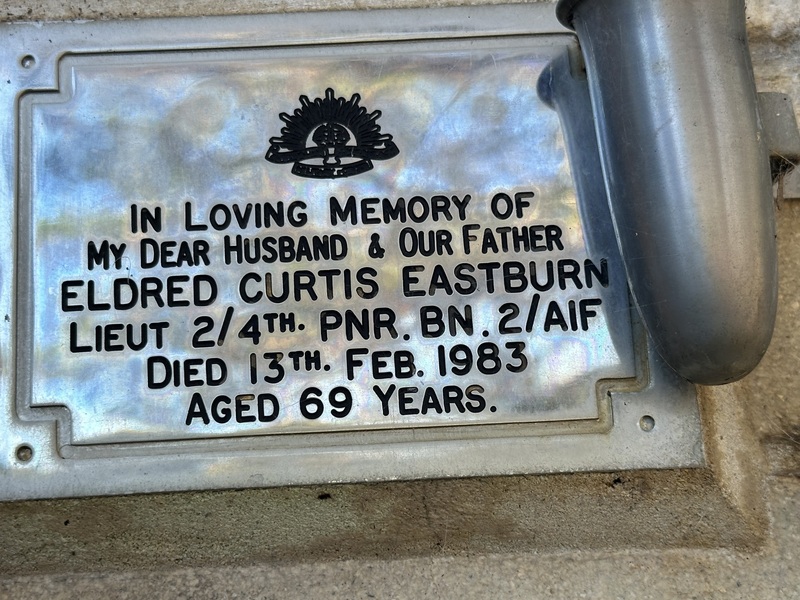 IN LOVING MEMORY OF
MY DEAR HUSBAND & OUR FATHER
ELDRED CURTIS EASTBURN
LIEUT 2/4TH. PNR. BN. 2/AIF
DIED 13TH. FEB. 1983
AGED 69 YEARS.